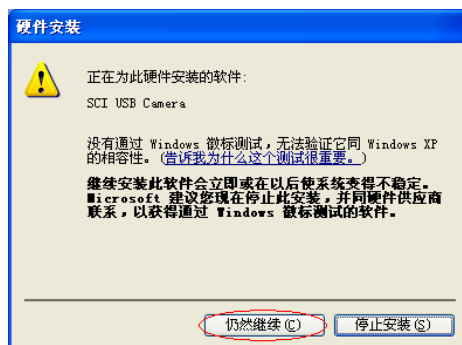 硬件安装
正在为此硬件安装的软件:
SCI USB Camera
没有通过 Windows 徽标测试，无法验证它同 Windows XP
的相容性。(告诉我为什么这个测试很重要。)
继续安装此软件会立即或在以后使系统变得不稳定。
Microsoft 建议您现在停止此安装，并同硬件供应商
联系，以获得通过 Windows 徽标测试的软件。
仍然继续(C) 停止安装(S)